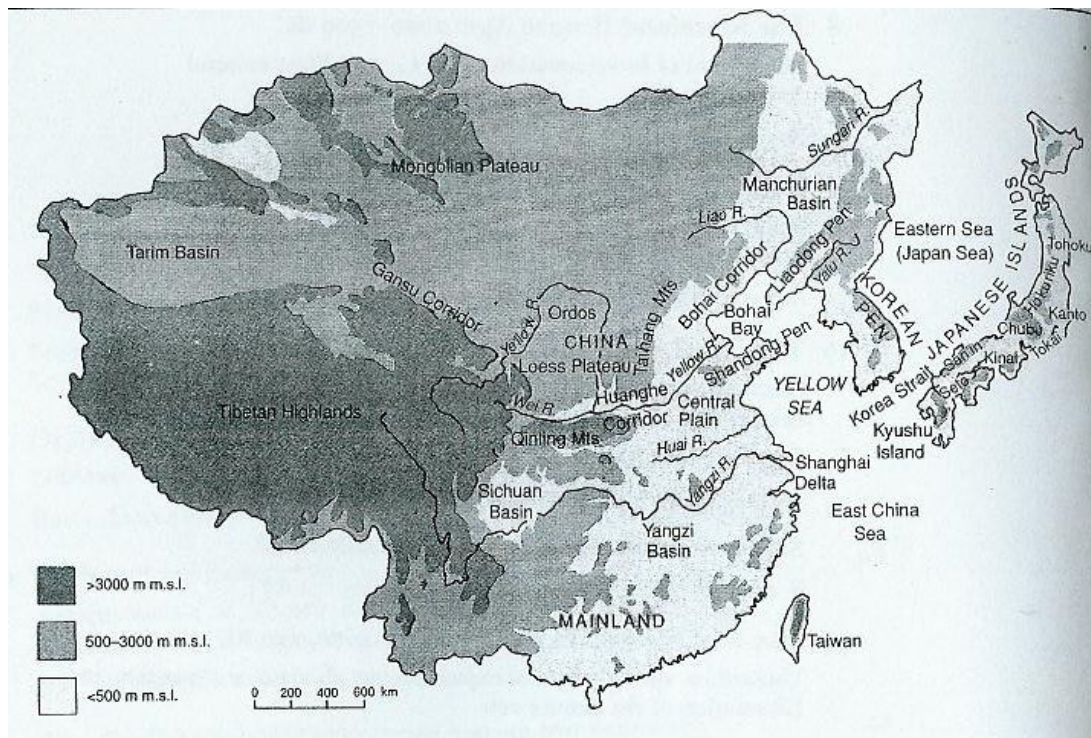 Mongolian Plateau
Sungari R.
Manchurian
Basin
Liao R.
Tarim Basin
Gansu Corridor
Bohai Corridor
Liaodong Pen
Yalu R.
Eastern Sea
(Japan Sea)
JAPANESE ISLANDS
Tohoku
Hokuriku
Kanto
Chubu
Tokai
Sanin
Kinai
Seto
KOREAN
PEN
Yellow R.
Ordos
CHINA
Loess Plateau
Taihang Mts
Bohai
Bay
Yellow R.
Shandong Pen
Huanghe
Corridor
Wei R.
Central
Plain
YELLOW
SEA
Korea Strait
Kyushu
Island
Tibetan Highlands
Qinling Mts.
Huai R.
Yangzi R.
Shanghai
Delta
Sichuan
Basin
Yangzi
Basin
East China
Sea
MAINLAND
Taiwan
>3000 m m.s.l.
500–3000 m m.s.l.
<500 m m.s.l.
0 200 400 600 km